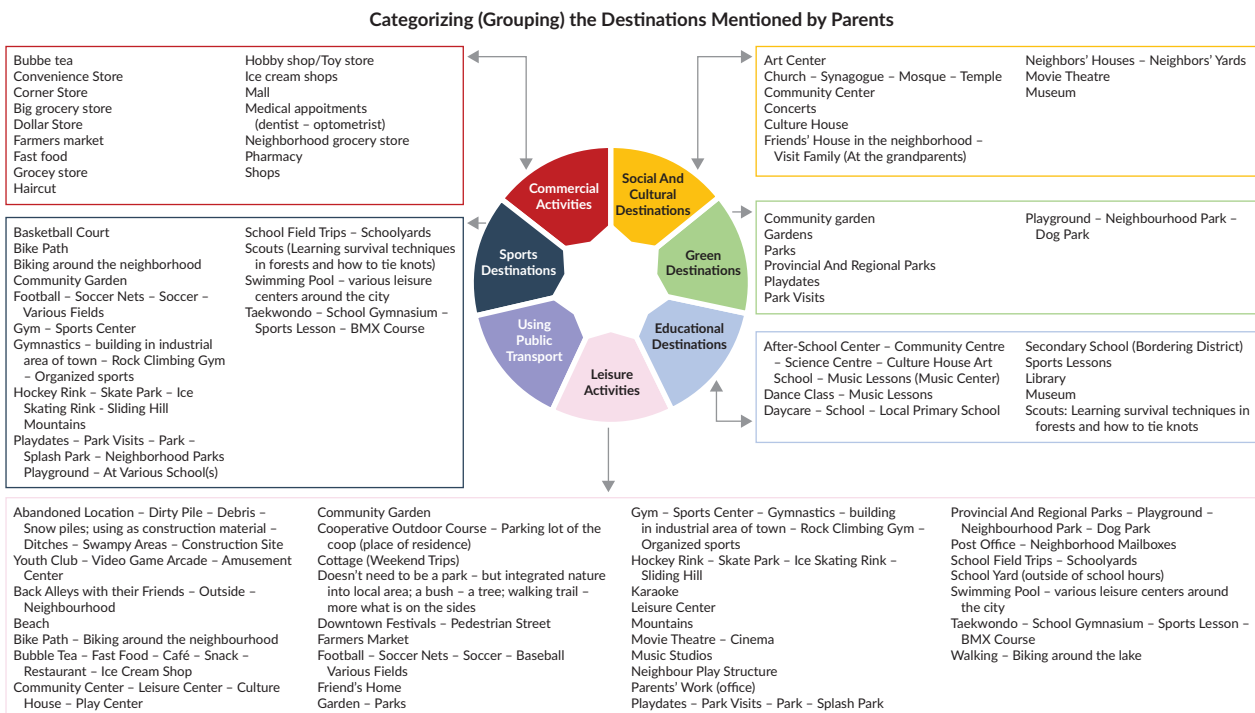 Categorizing (Grouping) the Destinations Mentioned by Parents
Bubbe tea
Convenience Store
Corner Store
Big grocery store
Dollar Store
Farmers market
Fast food
Grocey store
Haircut
Hobby shop/Toy store
Ice cream shops
Mall
Medical appoitments
(dentist – optometrist)
Neighborhood grocery store
Pharmacy
Shops
Art Center
Church – Synagogue – Mosque – Temple
Community Center
Concerts
Culture House
Friends' House in the neighborhood –
Visit Family (At the grandparents)
Neighbors' Houses – Neighbors' Yards
Movie Theatre
Museum
Commercial
Activities
Social And
Cultural
Destinations
Sports
Destinations
Green
Destinations
Using
Public
Transport
Educational
Destinations
Leisure
Activities
Basketball Court
Bike Path
Biking around the neighborhood
Community Garden
Football – Soccer Nets – Soccer –
Various Fields
Gym – Sports Center
Gymnastics – building in industrial
area of town – Rock Climbing Gym
– Organized sports
Hockey Rink – Skate Park – Ice
Skating Rink - Sliding Hill
Mountains
Playdates – Park Visits – Park –
Splash Park – Neighborhood Parks
Playground – At Various School(s)
School Field Trips – Schoolyards
Scouts (Learning survival techniques
in forests and how to tie knots)
Swimming Pool – various leisure
centers around the city
Taekwondo – School Gymnasium –
Sports Lesson – BMX Course
Community garden
Gardens
Parks
Provincial And Regional Parks
Playdates
Park Visits
Playground – Neighbourhood Park –
Dog Park
After-School Center – Community Centre
– Science Centre – Culture House Art
School – Music Lessons (Music Center)
Dance Class – Music Lessons
Daycare – School – Local Primary School
Secondary School (Bordering District)
Sports Lessons
Library
Museum
Scouts: Learning survival techniques in
forests and how to tie knots
Abandoned Location – Dirty Pile – Debris –
Snow piles; using as construction material –
Ditches – Swampy Areas – Construction Site
Youth Club – Video Game Arcade – Amusement
Center
Back Alleys with their Friends – Outside –
Neighbourhood
Beach
Bike Path – Biking around the neighbourhood
Bubble Tea – Fast Food – Café – Snack –
Restaurant – Ice Cream Shop
Community Center – Leisure Center – Culture
House – Play Center
Community Garden
Cooperative Outdoor Course – Parking lot of the
coop (place of residence)
Cottage (Weekend Trips)
Doesn't need to be a park – but integrated nature
into local area; a bush – a tree; walking trail –
more what is on the sides
Downtown Festivals – Pedestrian Street
Farmers Market
Football – Soccer Nets – Soccer – Baseball
Various Fields
Friend's Home
Garden – Parks
Gym – Sports Center – Gymnastics – building
in industrial area of town – Rock Climbing Gym –
Organized sports
Hockey Rink – Skate Park – Ice Skating Rink –
Sliding Hill
Karaoke
Leisure Center
Mountains
Movie Theatre – Cinema
Music Studios
Neighbour Play Structure
Parents' Work (office)
Playdates – Park Visits – Park – Splash Park
Provincial And Regional Parks – Playground –
Neighbourhood Park – Dog Park
Post Office – Neighborhood Mailboxes
School Field Trips – Schoolyards
School Yard (outside of school hours)
Swimming Pool – various leisure centers around
the city
Taekwondo – School Gymnasium – Sports Lesson –
BMX Course
Walking – Biking around the lake